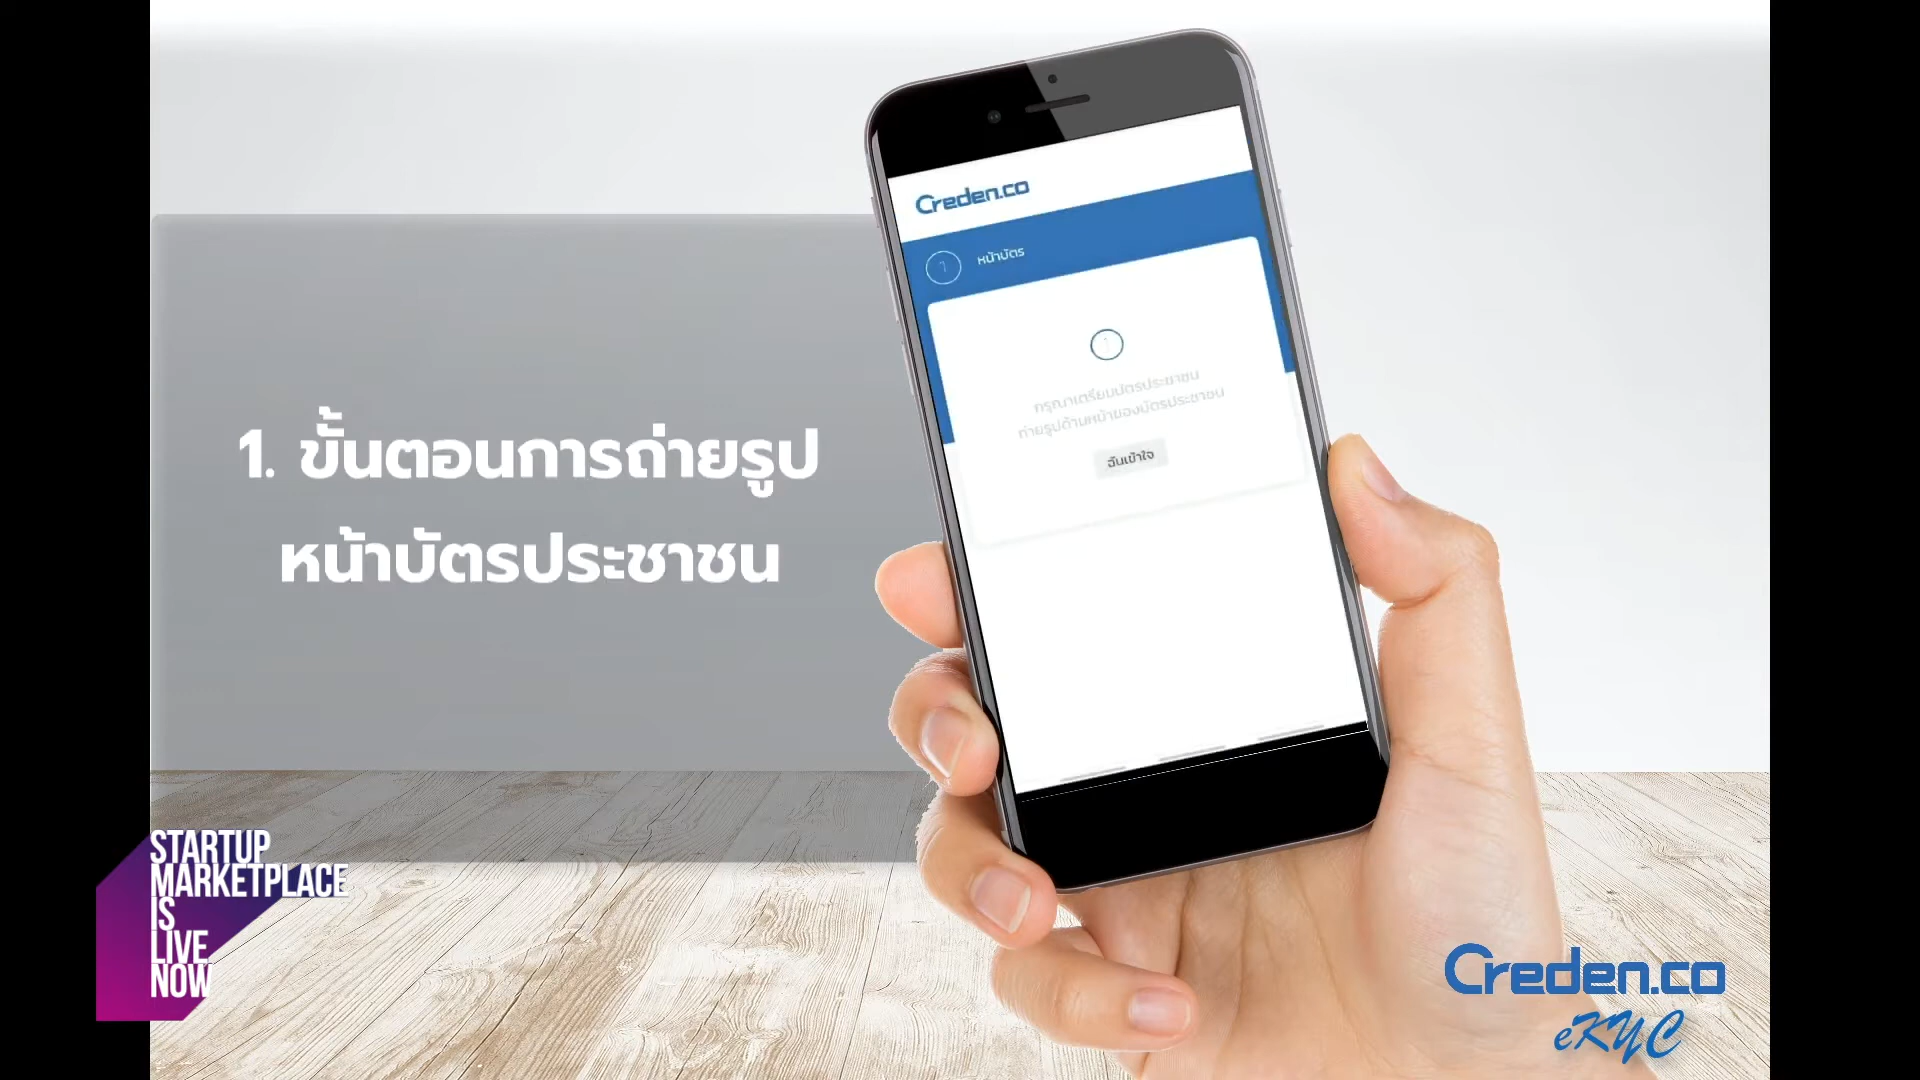 1. ขั้นตอนการถ่ายรูป
หน้าบัตรประชาชน
Creden.co
1 หน้าบัตร
1
กรุณาเตรียมบัตรประชาชน
ถ่ายรูปด้านหน้าของบัตรประชาชน
ฉันเข้าใจ
STARTUP
MARKETPLACE
IS
LIVE
NOW
Creden.co
eKYC